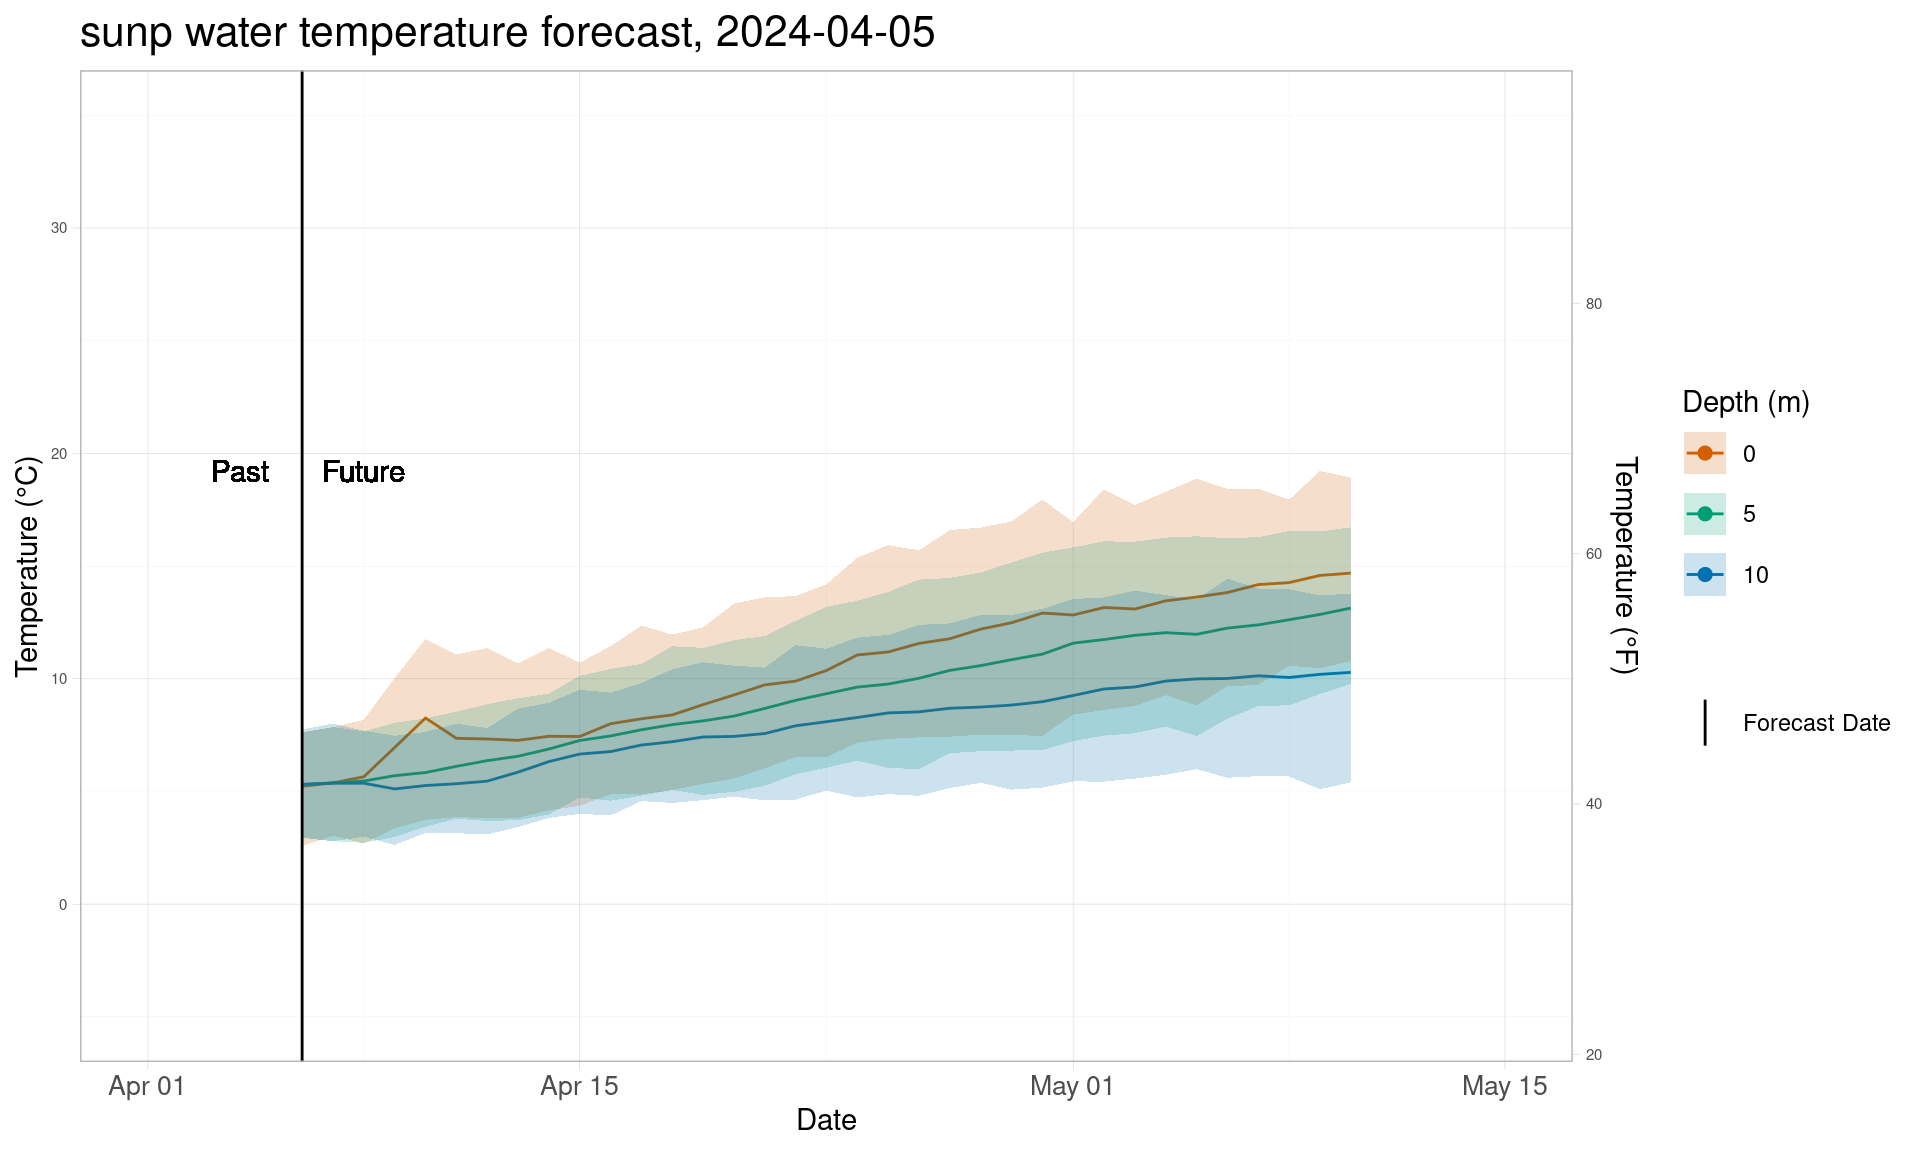 sunp water temperature forecast, 2024-04-05
Temperature (°C)
30
20
10
0
Past
Future
Apr 01
Apr 15
May 01
May 15
Date
80
60
40
20
Temperature (°F)
Depth (m)
0
5
10
Forecast Date